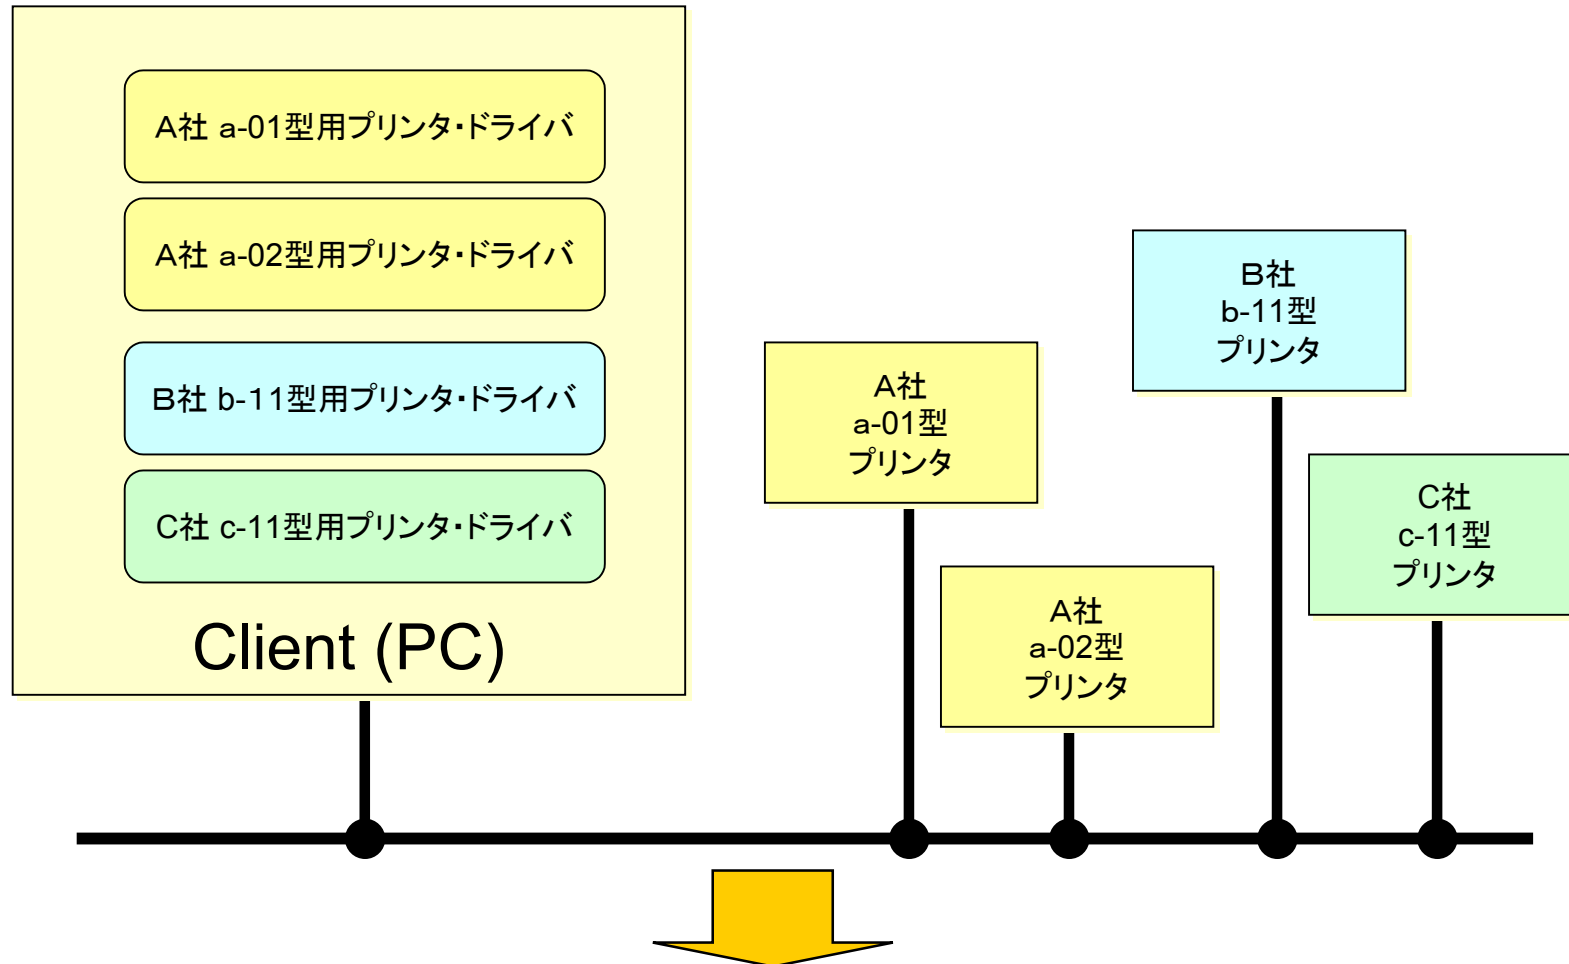 A社 a-01型用プリンタ・ドライバ
A社 a-02型用プリンタ・ドライバ
B社 b-11型用プリンタ・ドライバ
C社 c-11型用プリンタ・ドライバ
Client (PC)
A社
a-01型
プリンタ
A社
a-02型
プリンタ
B社
b-11型
プリンタ
C社
c-11型
プリンタ